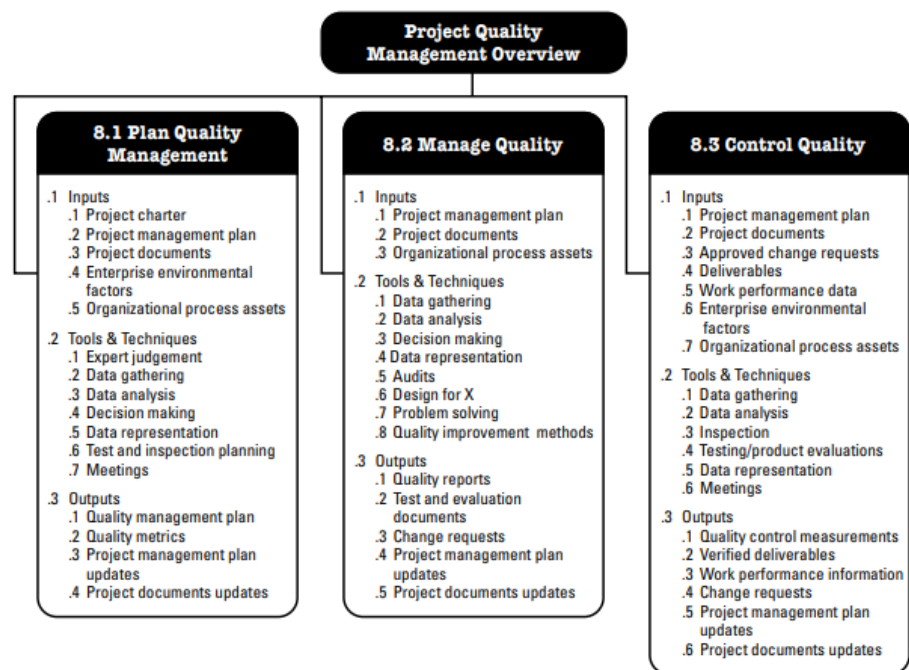 Project Quality
Management Overview
8.1 Plan Quality
Management
.1 Inputs
.1 Project charter
.2 Project management plan
.3 Project documents
.4 Enterprise environmental
factors
.5 Organizational process assets
.2 Tools & Techniques
.1 Expert judgement
.2 Data gathering
.3 Data analysis
.4 Decision making
.5 Data representation
.6 Test and inspection planning
.7 Meetings
.3 Outputs
.1 Quality management plan
.2 Quality metrics
.3 Project management plan
updates
.4 Project documents updates
8.2 Manage Quality
.1 Inputs
.1 Project management plan
.2 Project documents
.3 Organizational process assets
.2 Tools & Techniques
.1 Data gathering
.2 Data analysis
.3 Decision making
.4 Data representation
.5 Audits
.6 Design for X
.7 Problem solving
.8 Quality improvement methods
.3 Outputs
.1 Quality reports
.2 Test and evaluation
documents
.3 Change requests
.4 Project management plan
updates
.5 Project documents updates
8.3 Control Quality
.1 Inputs
.1 Project management plan
.2 Project documents
.3 Approved change requests
.4 Deliverables
.5 Work performance data
.6 Enterprise environmental
factors
.7 Organizational process assets
.2 Tools & Techniques
.1 Data gathering
.2 Data analysis
.3 Inspection
.4 Testing/product evaluations
.5 Data representation
.6 Meetings
.3 Outputs
.1 Quality control measurements
.2 Verified deliverables
.3 Work performance information
.4 Change requests
.5 Project management plan
updates
.6 Project documents updates